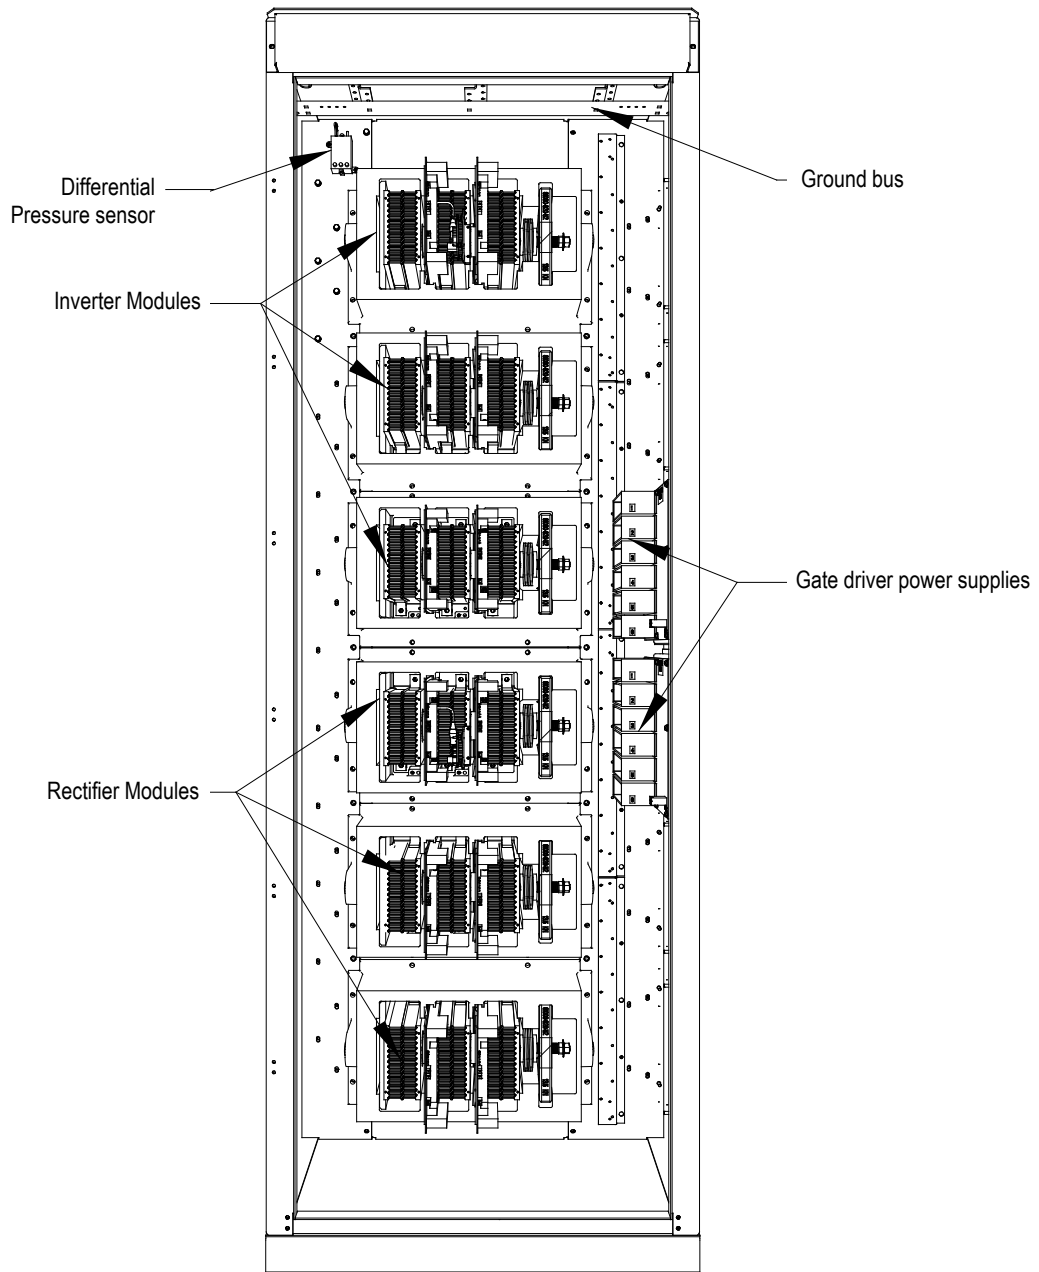 Differential
Pressure sensor
Ground bus
Inverter Modules
Gate driver power supplies
Rectifier Modules